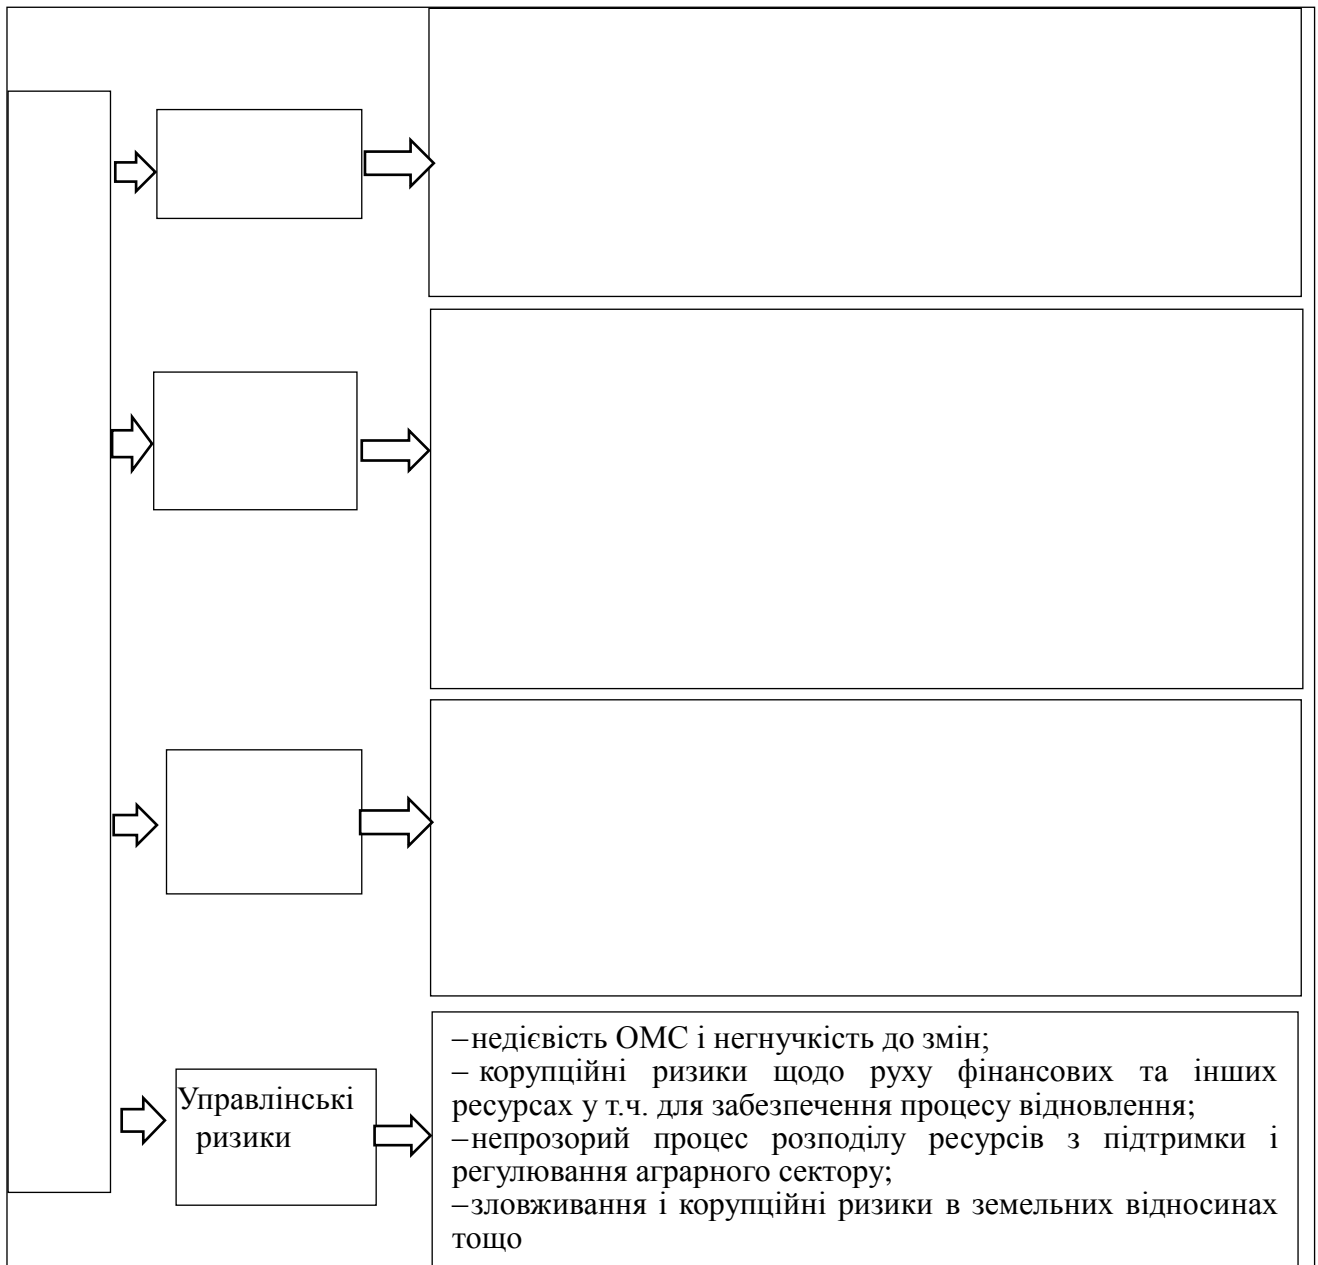 Управлінські
ризики
–недієвість ОМС і негнучкість до змін;
– корупційні ризики щодо руху фінансових та інших
ресурсах у т.ч. для забезпечення процесу відновлення;
–непрозорий процес розподілу ресурсів з підтримки і
регулювання аграрного сектору;
–зловживання і корупційні ризики в земельних відносинах
тощо